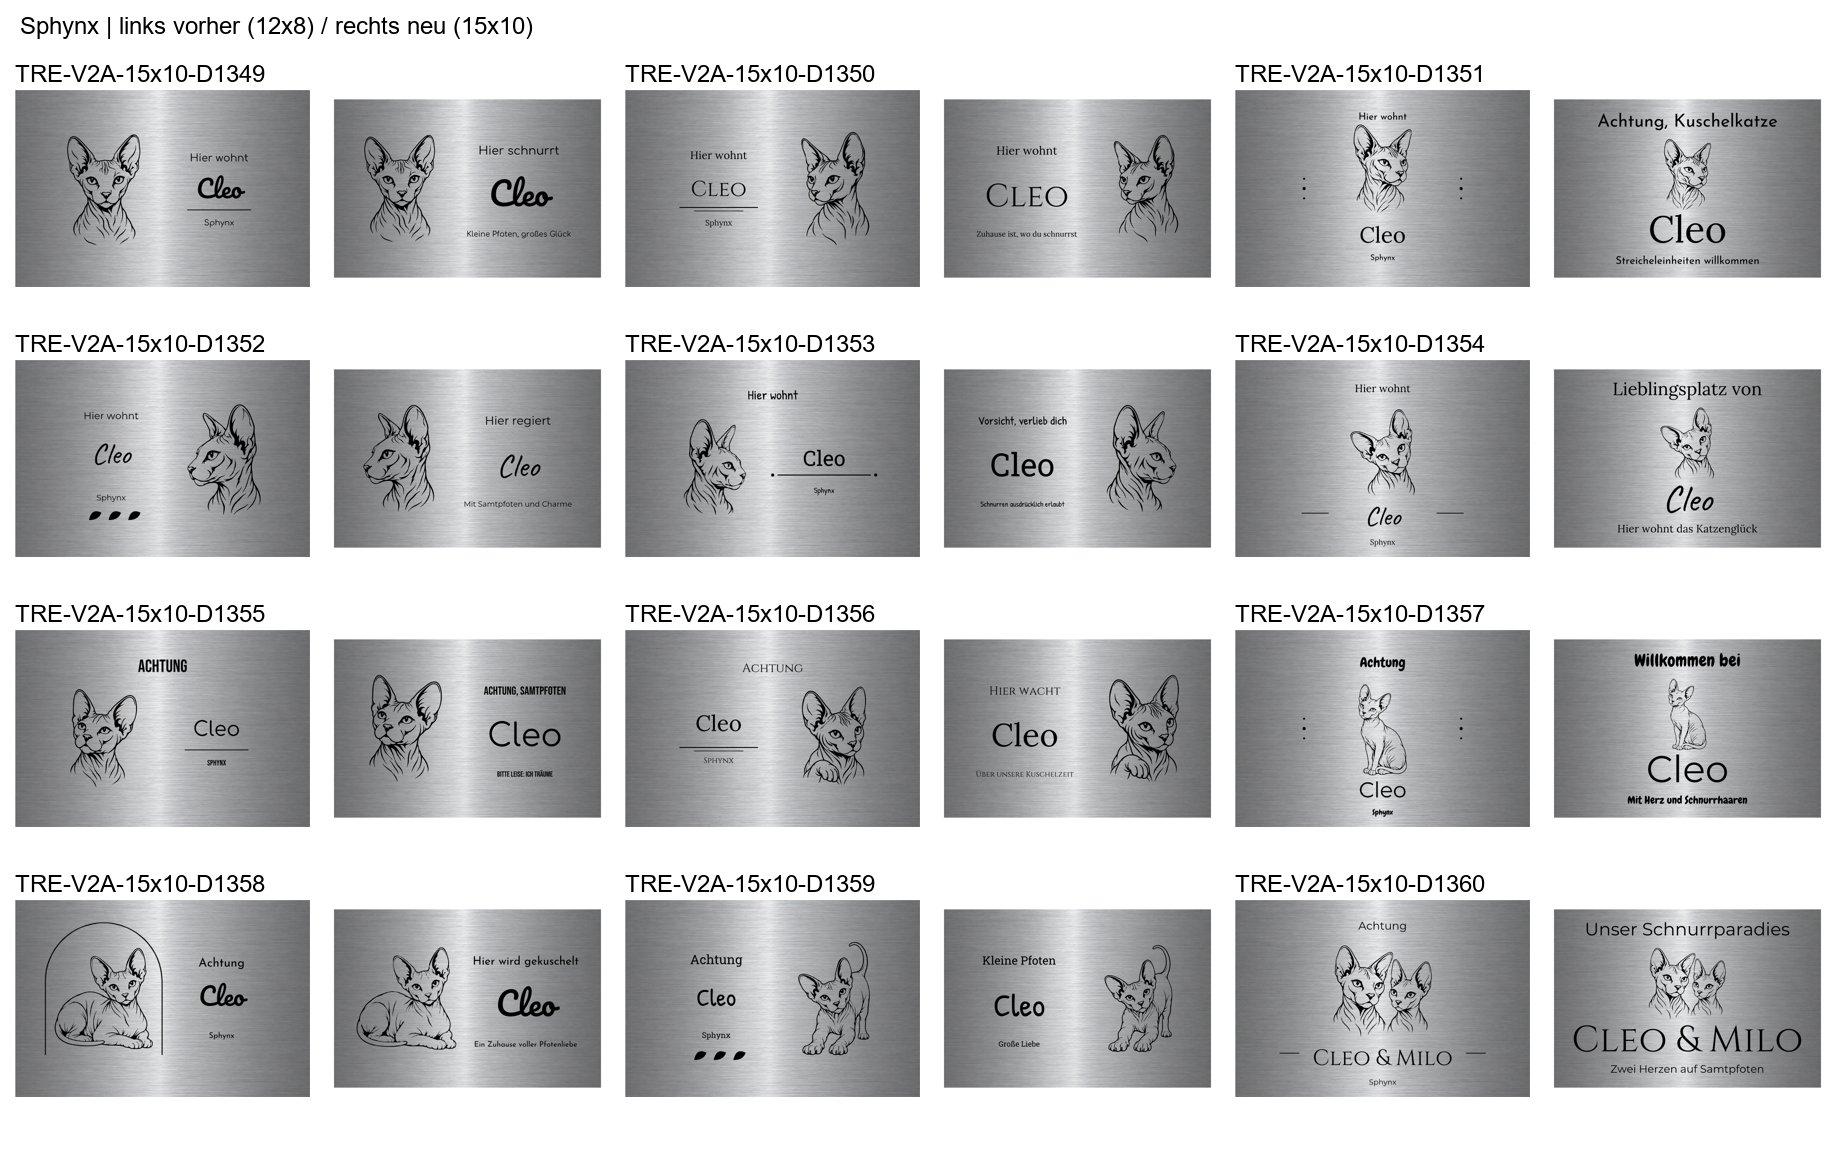 Sphynx | links vorher (12x8) / rechts neu (15x10)
TRE-V2A-15x10-D1349
Hier wohnt
Cleo
Sphynx
Hier schnurrt
Cleo
Kleine Pfoten, großes Glück
TRE-V2A-15x10-D1350
Hier wohnt
Cleo
Sphynx
Hier wohnt
Cleo
Zuhause ist, wo du schnurrst
TRE-V2A-15x10-D1351
Hier wohnt
Cleo
Sphynx
Achtung, Kuschelkatze
Cleo
Streicheleinheiten willkommen
TRE-V2A-15x10-D1352
Hier wohnt
Cleo
Sphynx
Hier regiert
Cleo
Mit Samtpfoten und Charme
TRE-V2A-15x10-D1353
Hier wohnt
Cleo
Sphynx
Vorsicht, verlieb dich
Cleo
Schnurren ausdrücklich erlaubt
TRE-V2A-15x10-D1354
Hier wohnt
Cleo
Sphynx
Lieblingsplatz von
Cleo
Hier wohnt das Katzenglück
TRE-V2A-15x10-D1355
ACHTUNG
Cleo
SPHYNX
ACHTUNG, SAMTPFOTEN
Cleo
BITTE LEISE: ICH TRÄUME
TRE-V2A-15x10-D1356
Achtung
Cleo
Sphynx
Hier wacht
Cleo
Über unsere Kuschelzeit
TRE-V2A-15x10-D1357
Achtung
Cleo
Sphynx
Willkommen bei
Cleo
Mit Herz und Schnurrhaaren
TRE-V2A-15x10-D1358
Achtung
Cleo
Sphynx
Hier wird gekuschelt
Cleo
Ein Zuhause voller Pfotenliebe
TRE-V2A-15x10-D1359
Achtung
Cleo
Sphynx
Kleine Pfoten
Cleo
Große Liebe
TRE-V2A-15x10-D1360
Achtung
Cleo & Milo
Sphynx
Unser Schnurrparadies
Cleo & Milo
Zwei Herzen auf Samtpfoten